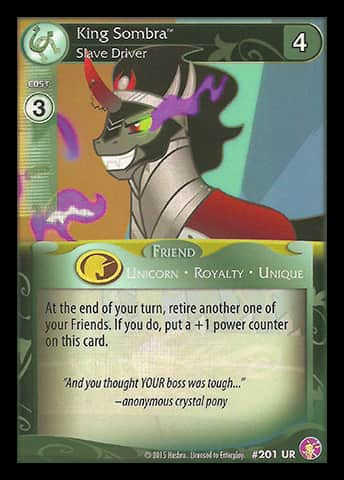 King Sombra™
4
Slave Driver
COST
3
FRIEND
UNICORN • ROYALTY • UNIQUE
At the end of your turn, retire another one of
your Friends. If you do, put a +1 power counter
on this card.
"And you thought YOUR boss was tough..."
–anonymous crystal pony
© 2015 Hasbro. Licensed to Enterplay.
#201 UR